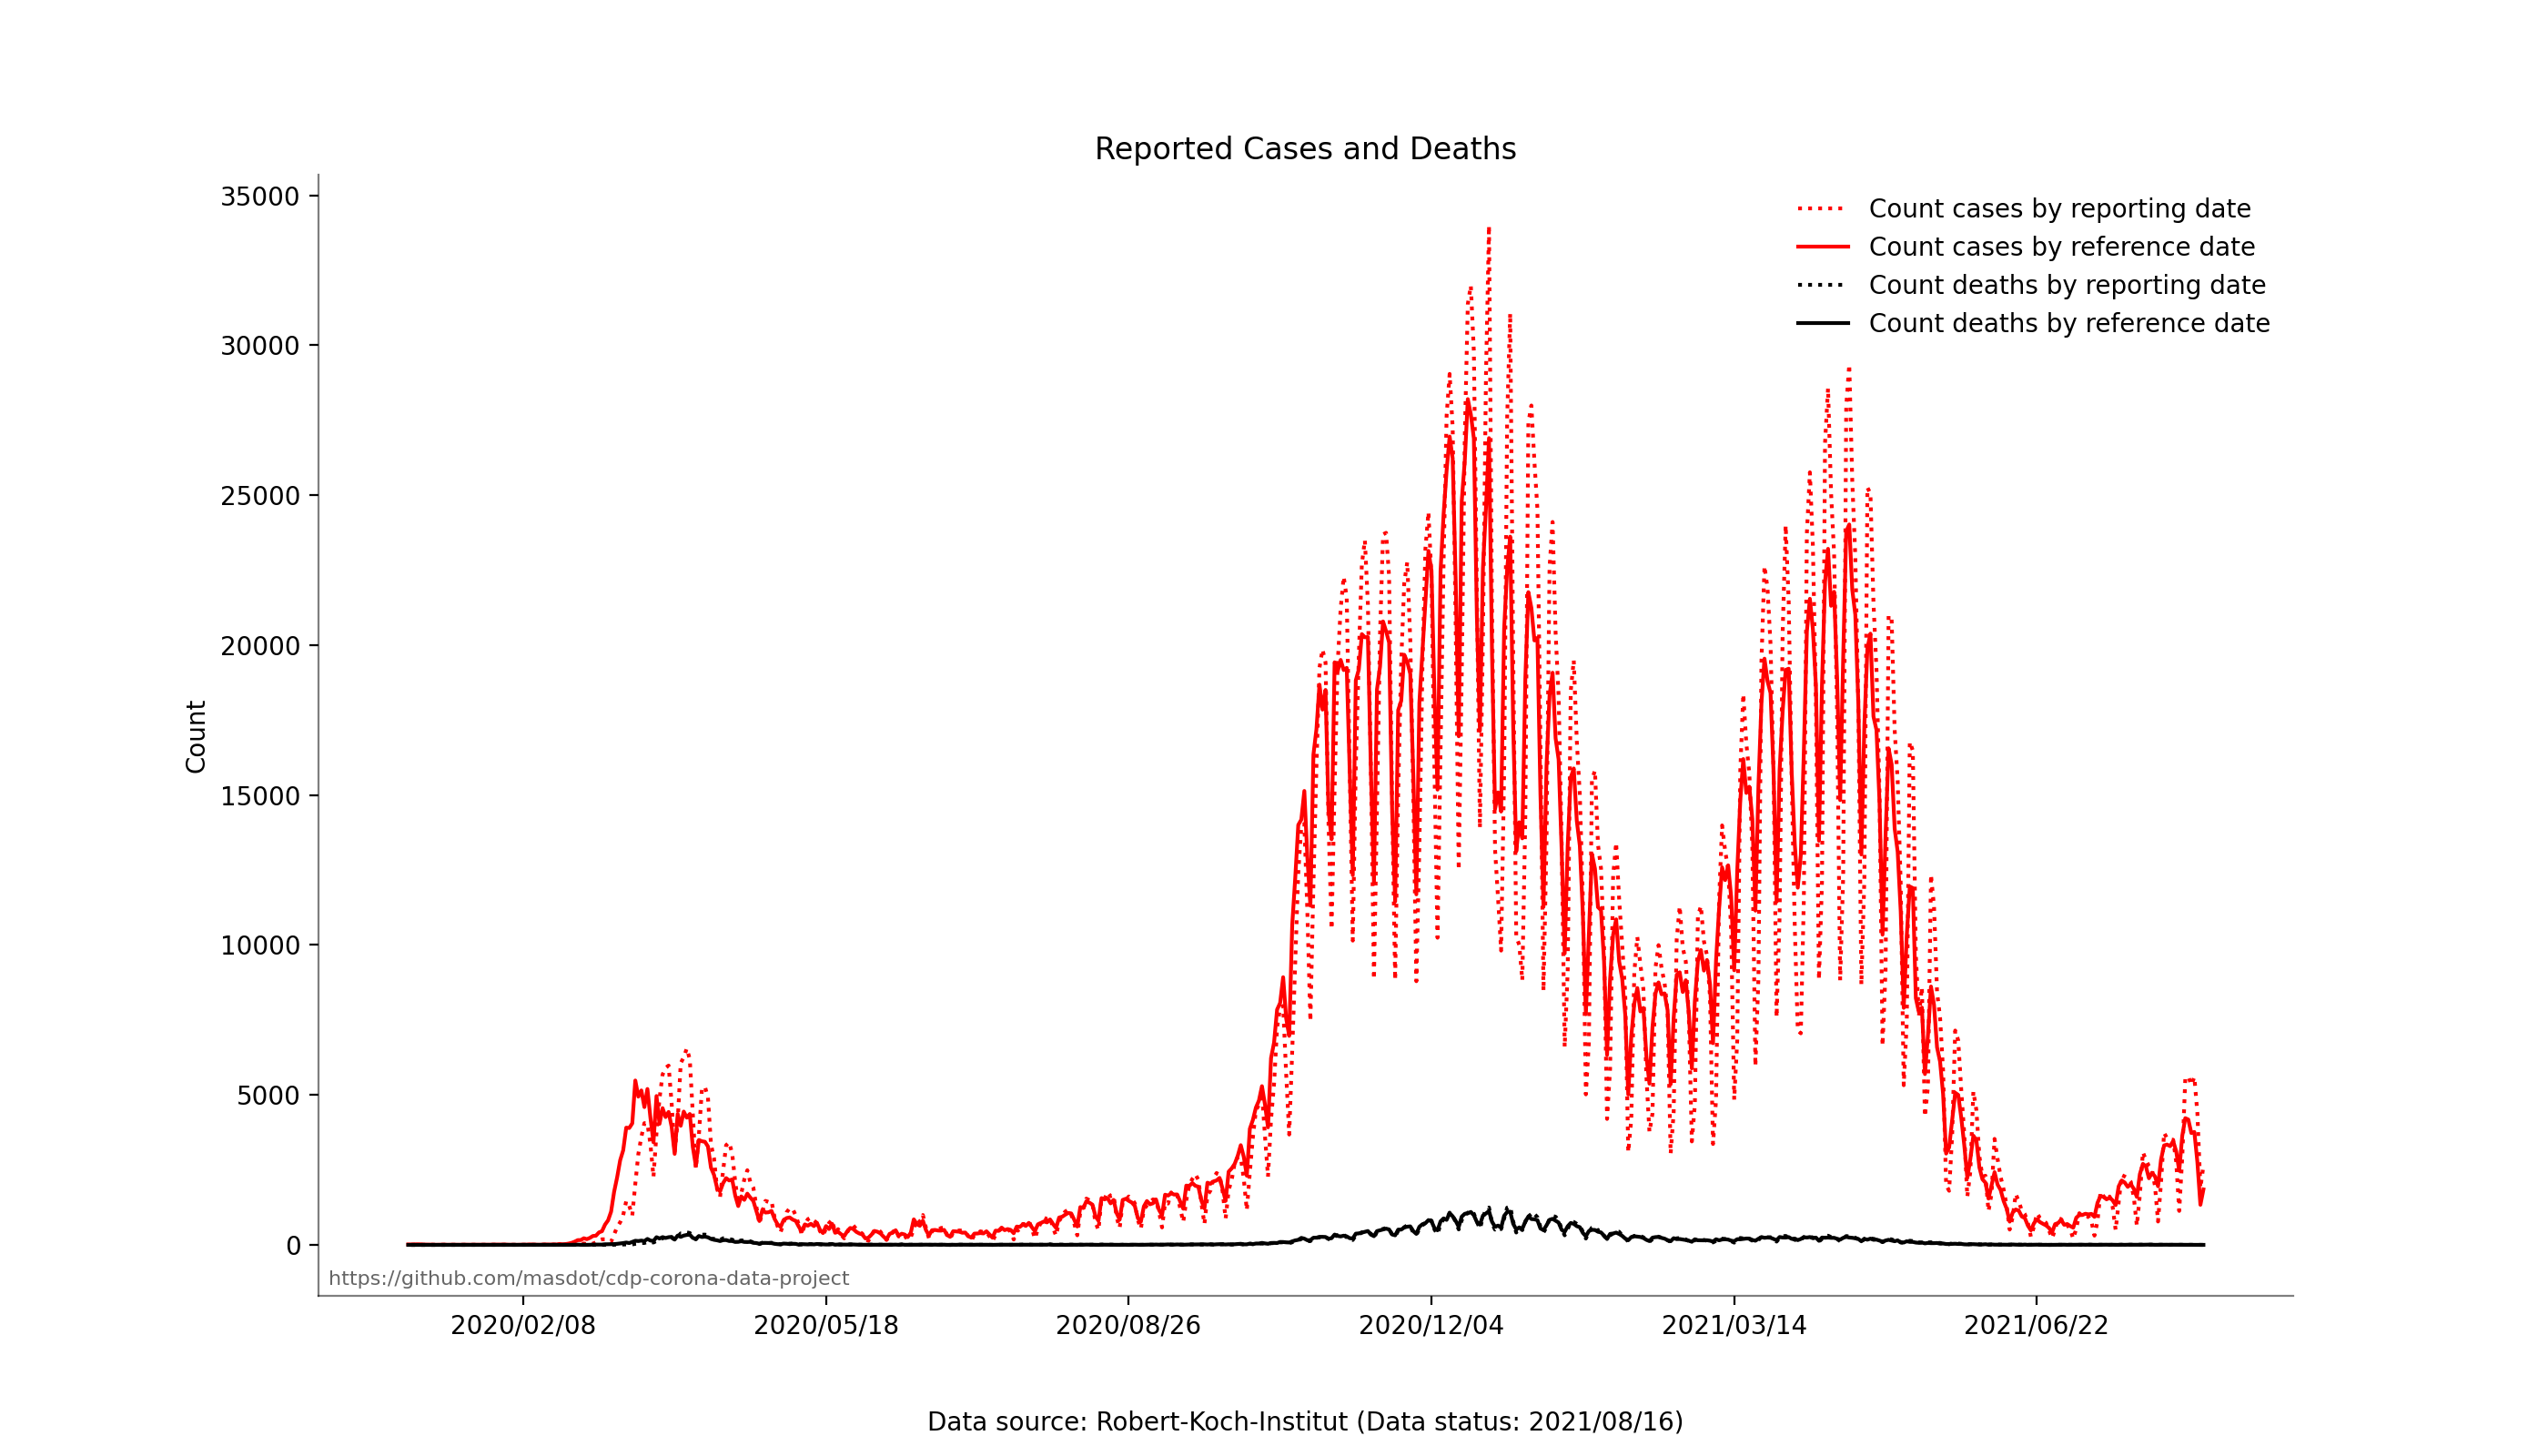 Reported Cases and Deaths
35000
30000
25000
20000
15000
10000
5000
0
Count
Count cases by reporting date
Count cases by reference date
Count deaths by reporting date
Count deaths by reference date
https://github.com/masdot/cdp-corona-data-project
2020/02/08
2020/05/18
2020/08/26
2020/12/04
2021/03/14
2021/06/22
Data source: Robert-Koch-Institut (Data status: 2021/08/16)